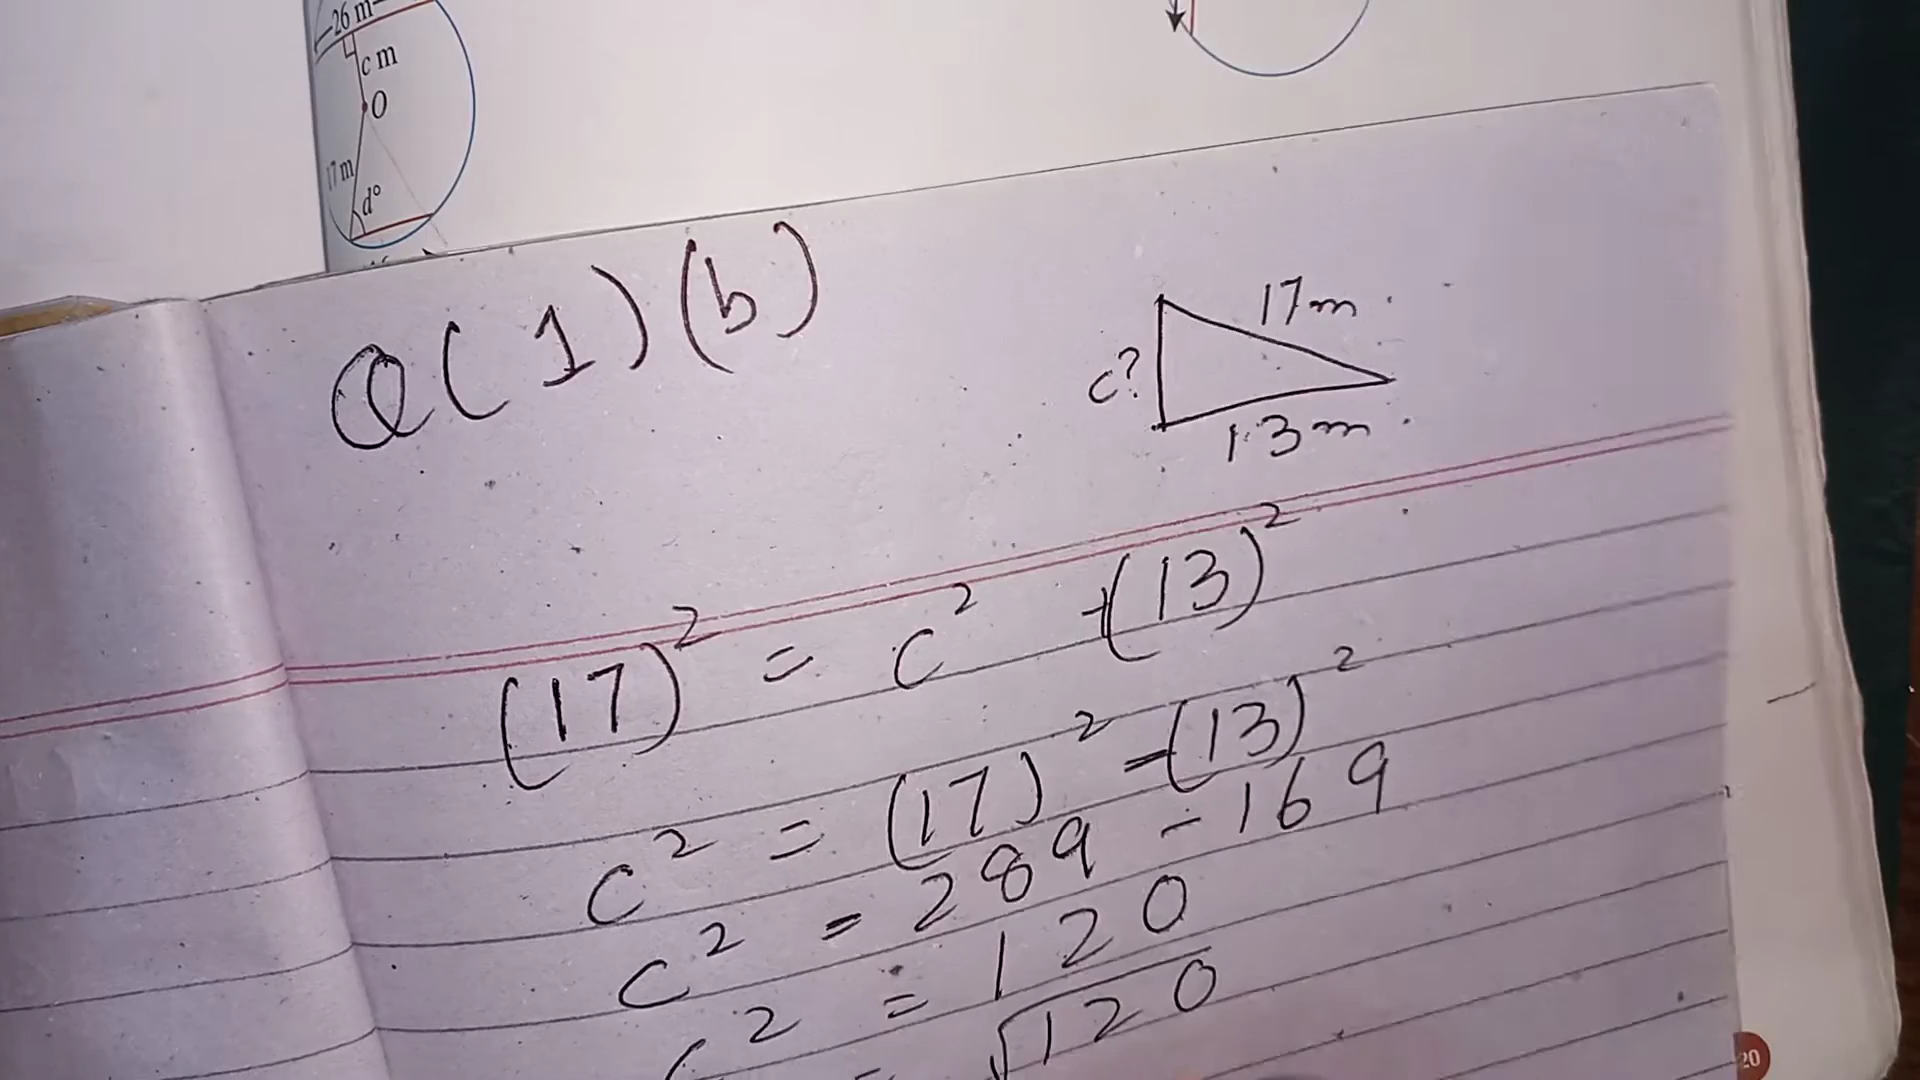 26 m
c m
O
17 m
d°
Q(1)(b)
17m
c?
13m
(17)² = c² + (13)²
c² = (17)² - (13)²
c² = 289 - 169
c² = 120
= √120
20